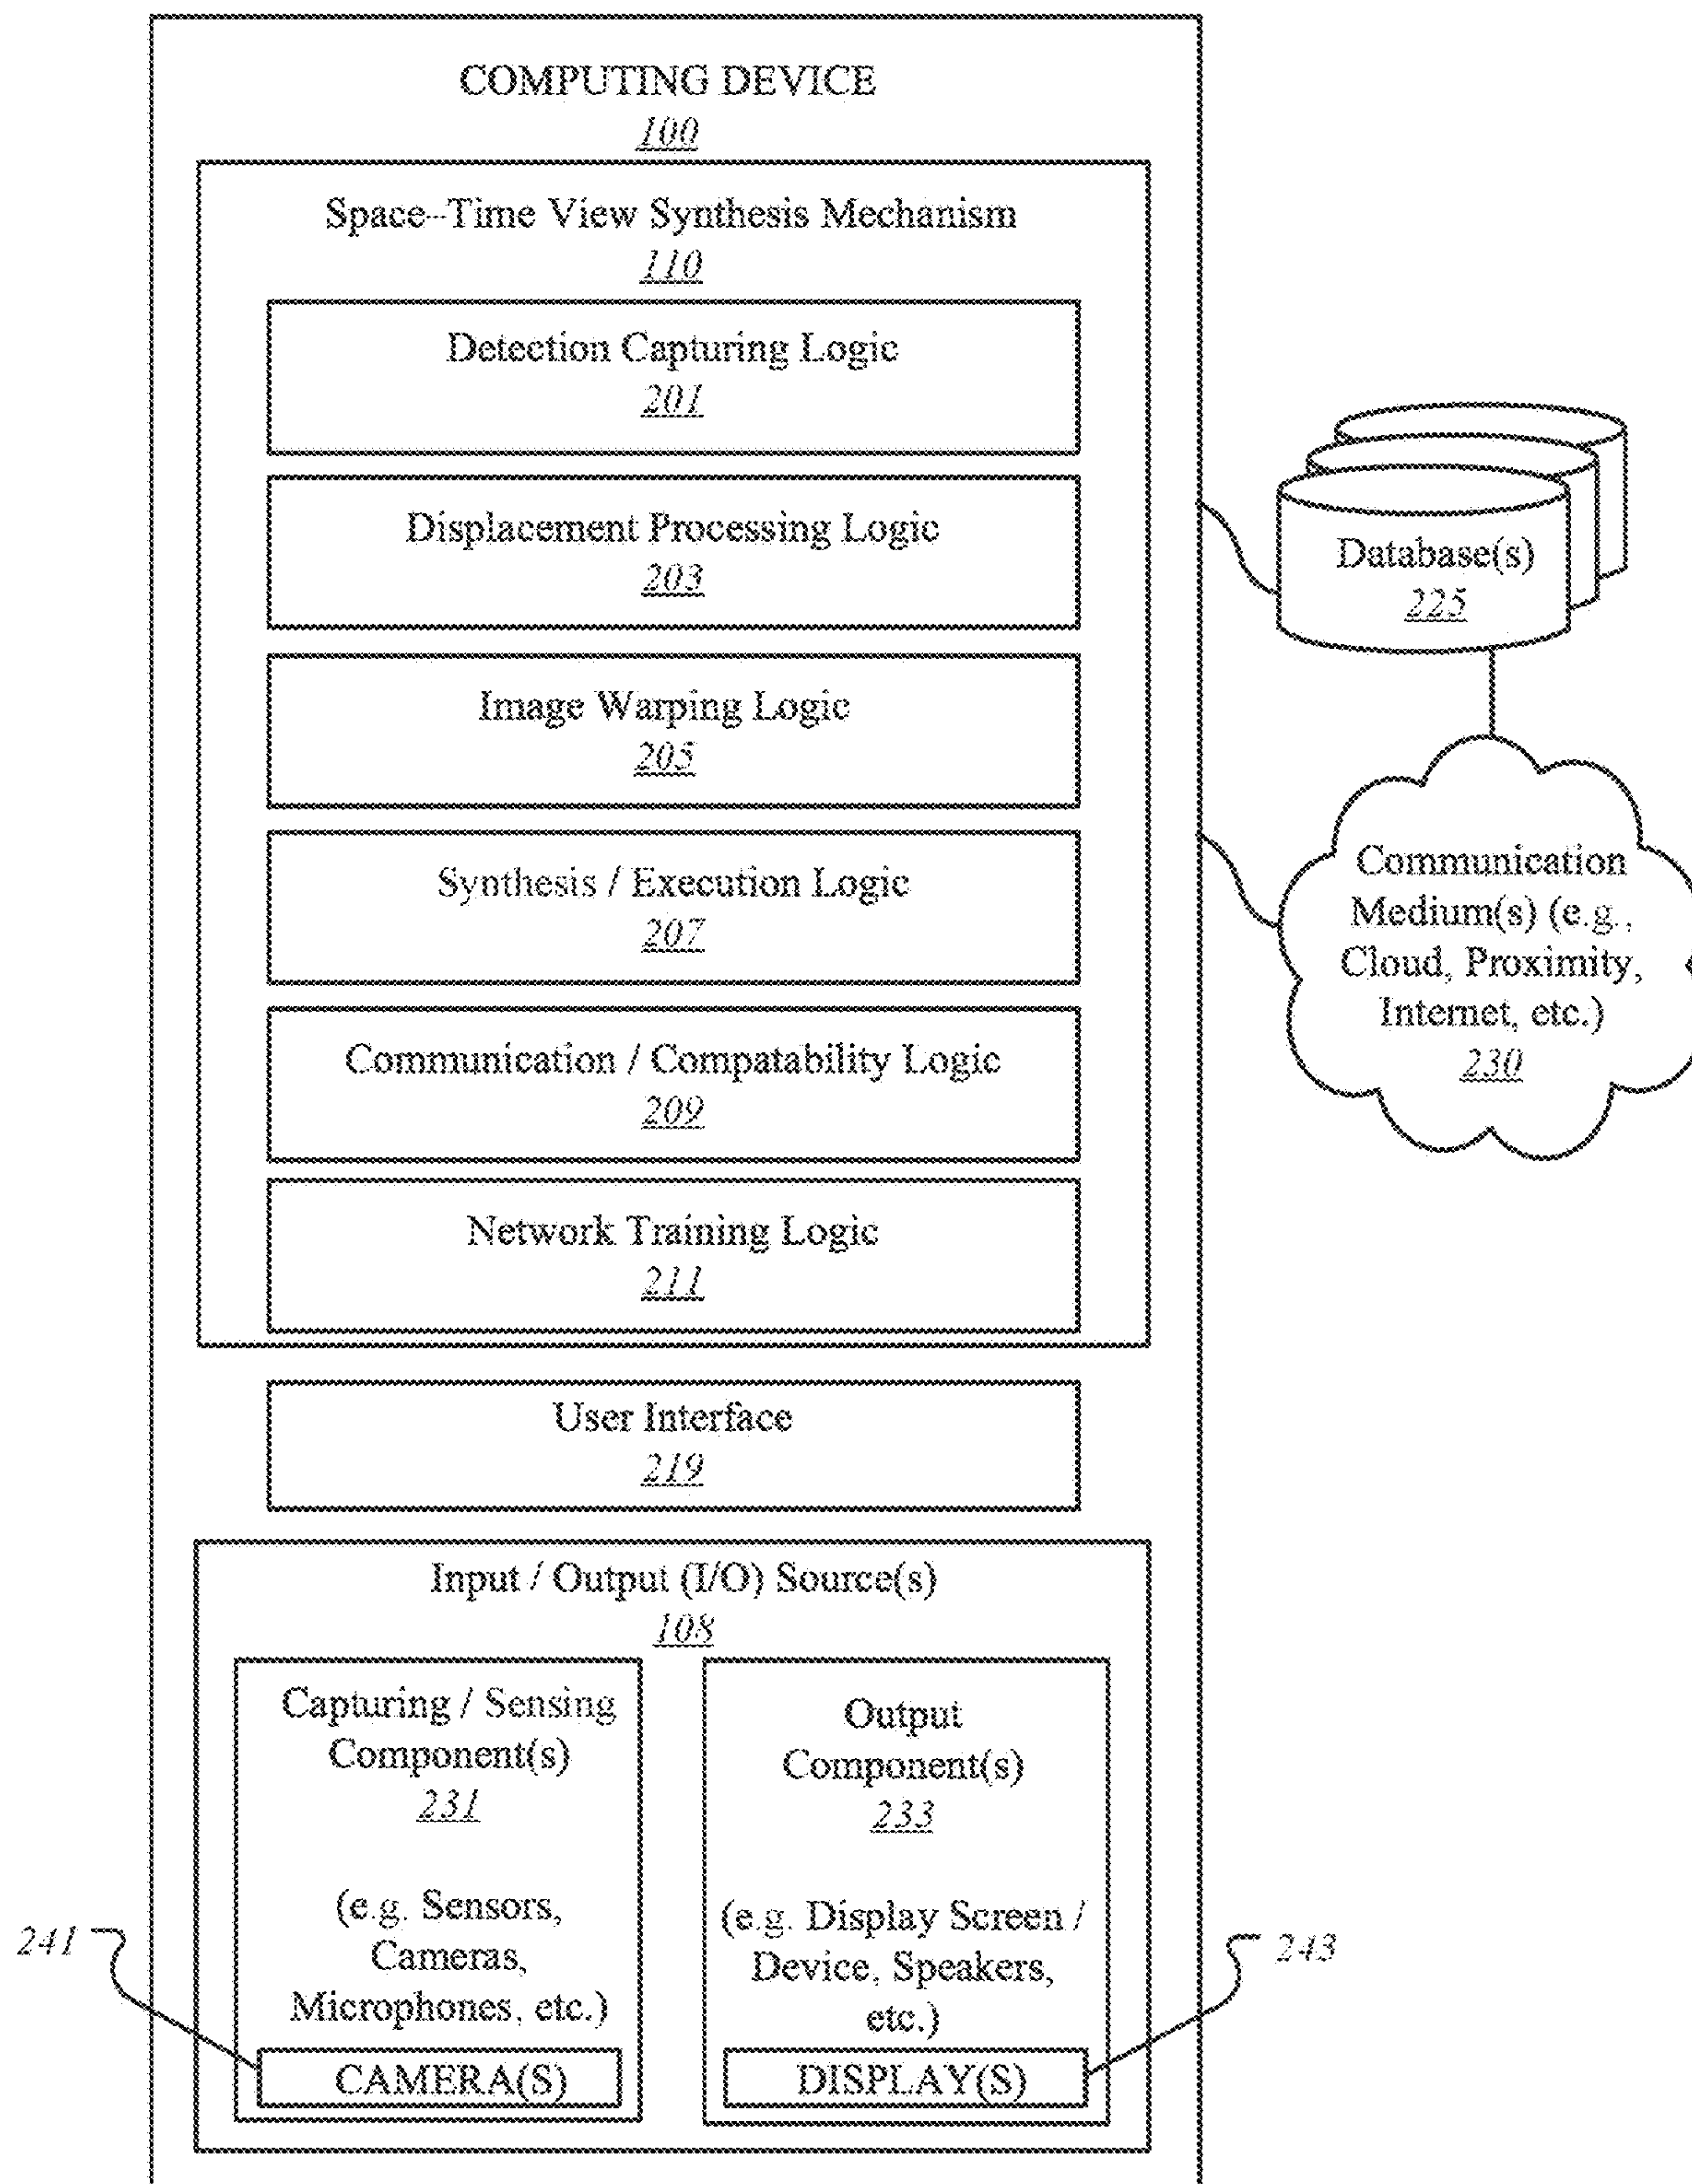 COMPUTING DEVICE
100
Space-Time View Synthesis Mechanism
110
Detection Capturing Logic
201
Displacement Processing Logic
203
Image Warping Logic
205
Synthesis / Execution Logic
207
Communication / Compatability Logic
209
Network Training Logic
211
User Interface
219
Input / Output (I/O) Source(s)
108
Capturing / Sensing
Component(s)
231
(e.g. Sensors,
Cameras,
Microphones, etc.)
CAMERA(S)
241
Output
Component(s)
233
(e.g. Display Screen /
Device, Speakers,
etc.)
DISPLAY(S)
243
Database(s)
225
Communication
Medium(s) (e.g.,
Cloud, Proximity,
Internet, etc.)
230